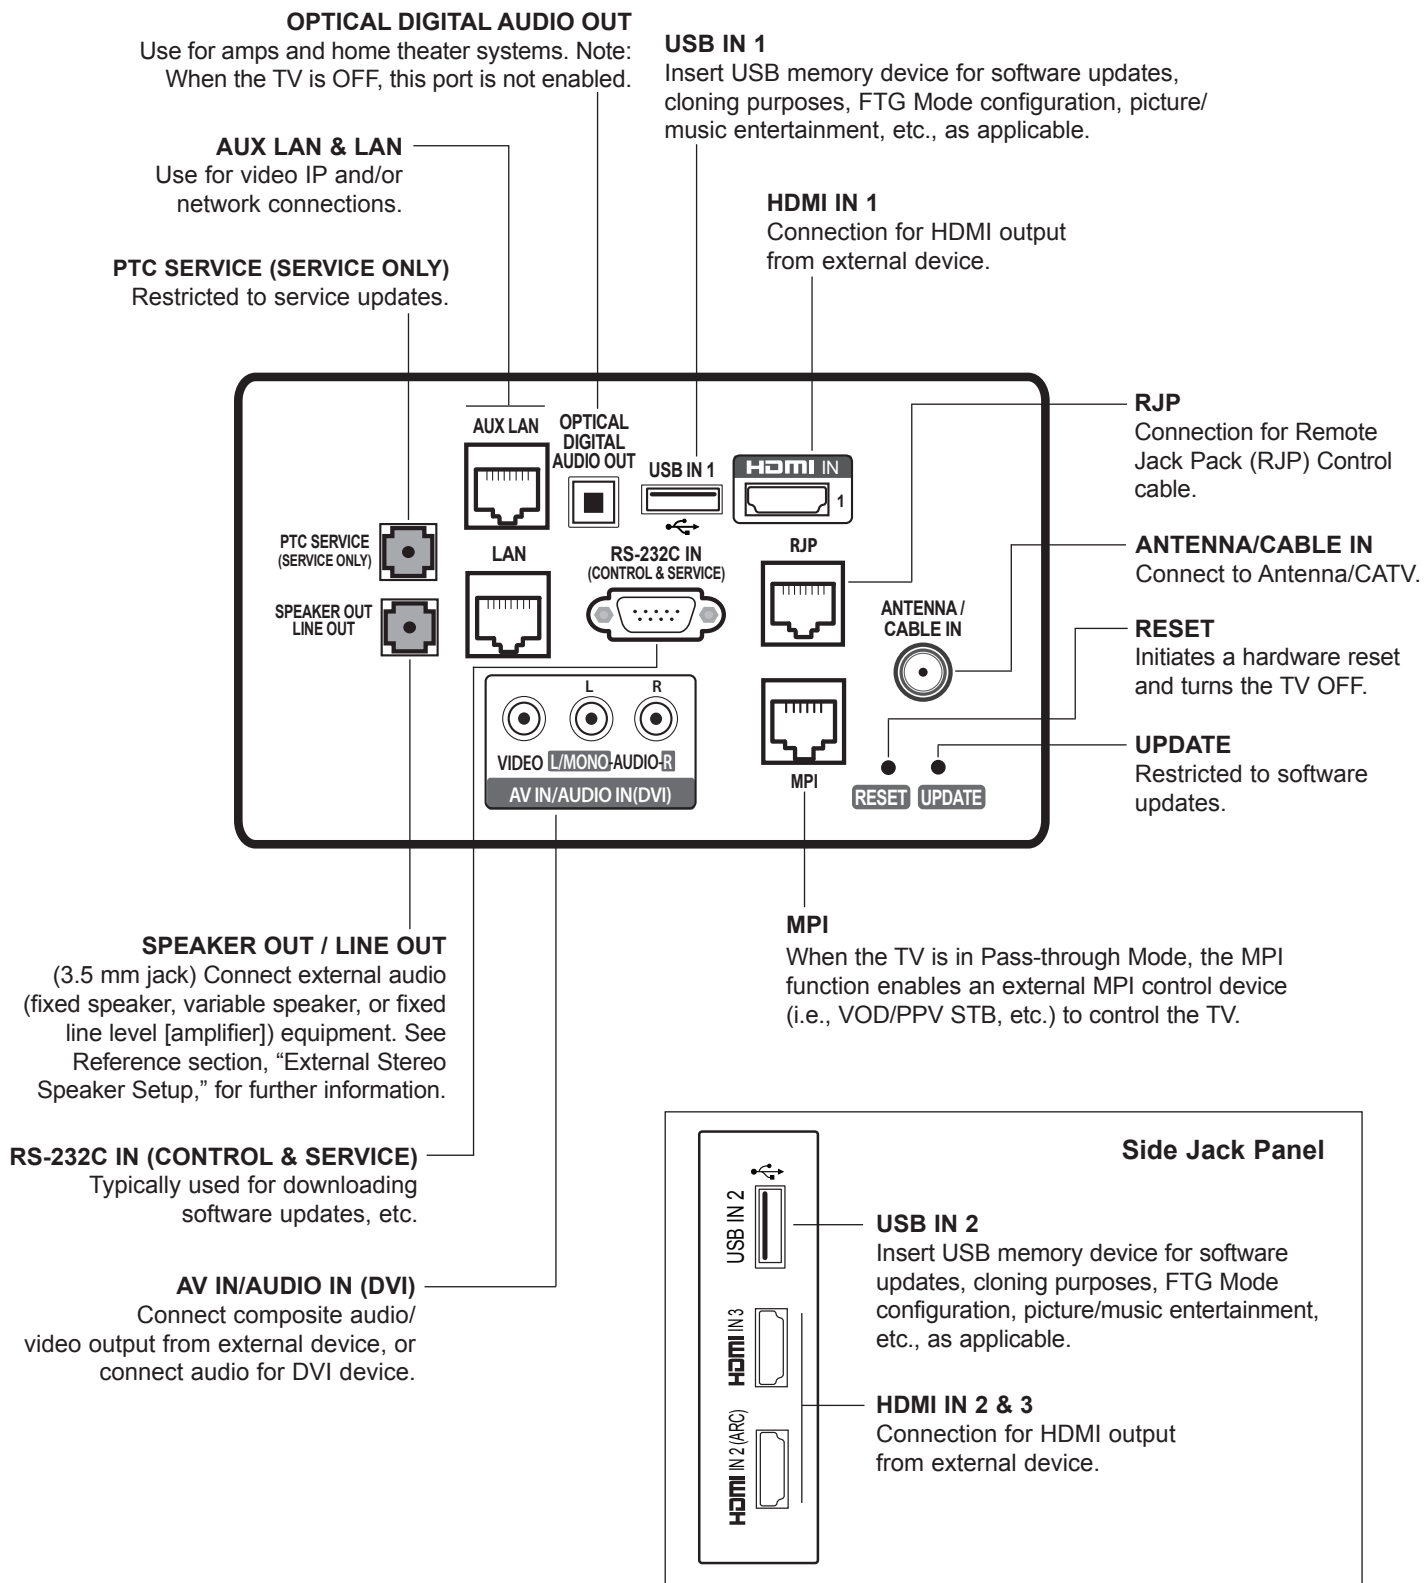 OPTICAL DIGITAL AUDIO OUT
Use for amps and home theater systems. Note:
When the TV is OFF, this port is not enabled.
USB IN 1
Insert USB memory device for software updates,
cloning purposes, FTG Mode configuration, picture/
music entertainment, etc., as applicable.
AUX LAN & LAN
Use for video IP and/or
network connections.
HDMI IN 1
Connection for HDMI output
from external device.
PTC SERVICE (SERVICE ONLY)
Restricted to service updates.
AUX LAN
OPTICAL
DIGITAL
AUDIO OUT
USB IN 1
HDMI IN
1
PTC SERVICE
(SERVICE ONLY)
LAN
RS-232C IN
(CONTROL & SERVICE)
RJP
SPEAKER OUT
LINE OUT
ANTENNA /
CABLE IN
L
R
VIDEO L/MONO-AUDIO-R
AV IN/AUDIO IN(DVI)
MPI
RESET
UPDATE
RJP
Connection for Remote
Jack Pack (RJP) Control
cable.
ANTENNA/CABLE IN
Connect to Antenna/CATV.
RESET
Initiates a hardware reset
and turns the TV OFF.
UPDATE
Restricted to software
updates.
SPEAKER OUT / LINE OUT
(3.5 mm jack) Connect external audio
(fixed speaker, variable speaker, or fixed
line level [amplifier]) equipment. See
Reference section, “External Stereo
Speaker Setup,” for further information.
MPI
When the TV is in Pass-through Mode, the MPI
function enables an external MPI control device
(i.e., VOD/PPV STB, etc.) to control the TV.
RS-232C IN (CONTROL & SERVICE)
Typically used for downloading
software updates, etc.
AV IN/AUDIO IN (DVI)
Connect composite audio/
video output from external device, or
connect audio for DVI device.
Side Jack Panel
USB IN 2
HDMI IN 3
HDMI IN 2 (ARC)
USB IN 2
Insert USB memory device for software
updates, cloning purposes, FTG Mode
configuration, picture/music entertainment,
etc., as applicable.
HDMI IN 2 & 3
Connection for HDMI output
from external device.